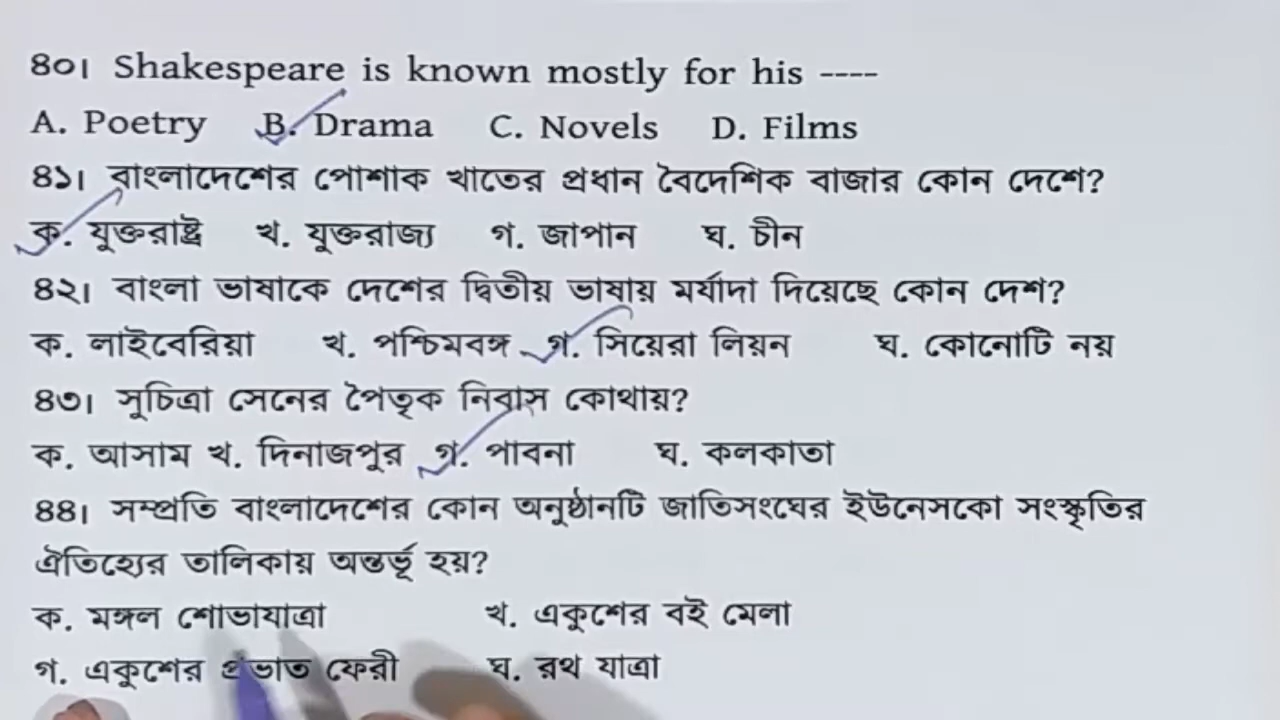 ৪০। Shakespeare is known mostly for his ----
A. Poetry B. Drama C. Novels D. Films
৪১। বাংলাদেশের পোশাক খাতের প্রধান বৈদেশিক বাজার কোন দেশে?
ক. যুক্তরাষ্ট্র খ. যুক্তরাজ্য গ. জাপান ঘ. চীন
৪২। বাংলা ভাষাকে দেশের দ্বিতীয় ভাষায় মর্যাদা দিয়েছে কোন দেশ?
ক. লাইবেরিয়া খ. পশ্চিমবঙ্গ গ. সিয়েরা লিয়ন ঘ. কোনোটি নয়
৪৩। সুচিত্রা সেনের পৈতৃক নিবাস কোথায়?
ক. আসাম খ. দিনাজপুর গ. পাবনা ঘ. কলকাতা
৪৪। সম্প্রতি বাংলাদেশের কোন অনুষ্ঠানটি জাতিসংঘের ইউনেসকো সংস্কৃতির
ঐতিহ্যের তালিকায় অন্তর্ভূ হয়?
ক. মঙ্গল শোভাযাত্রা খ. একুশের বই মেলা
গ. একুশের প্রভাত ফেরী ঘ. রথ যাত্রা